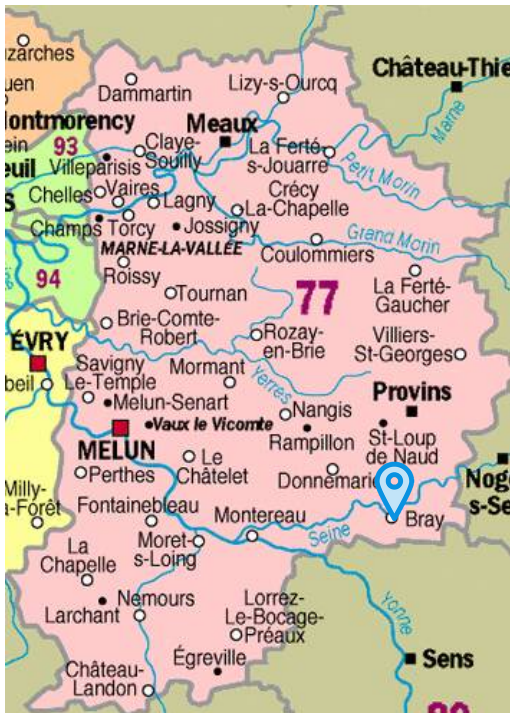 uzarches
Dammartin
Lizy-s-Ourcq
Château-Thie
uen
ontmorency
ein
93
Meaux
Marne
Claye-
Souilly
La Ferté-
s-Jouarre
euil
Villeparisis
Petit Morin
S
Chelles
Vaires
Lagny
Crécy
La-Chapelle
Champs
Torcy
Jossigny
Grand Morin
MARNE-LA-VALLÉE
Coulommiers
94
Roissy
77
La Ferté-
Gaucher
Tournan
Brie-Comte-
Robert
Rozay-
en-Brie
Villiers-
St-Georges
ÉVRY
Savigny
Le-Temple
Mormant
Yerres
beil
Provins
Melun-Senart
Nangis
Vaux le Vicomte
Rampillon
St-Loup
de Naud
MELUN
Perthes
Le
Châtelet
Donnemarie
Nog
s-Se
Milly-
a-Forêt
Fontainebleau
Montereau
Seine
Bray
Moret-
s-Loing
La
Chapelle
Larchant
Nemours
Lorrez-
Le-Bocage-
Préaux
Yonne
Égreville
Sens
Château-
Landon